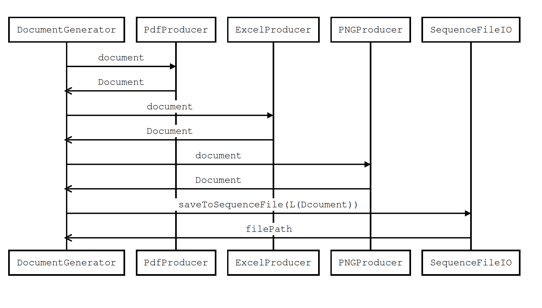 DocumentGenerator PdfProducer ExcelProducer PNGProducer SequenceFileIO
document
Document
document
Document
document
Document
saveToSequenceFile(L(Dcoument))
filePath
DocumentGenerator PdfProducer ExcelProducer PNGProducer SequenceFileIO